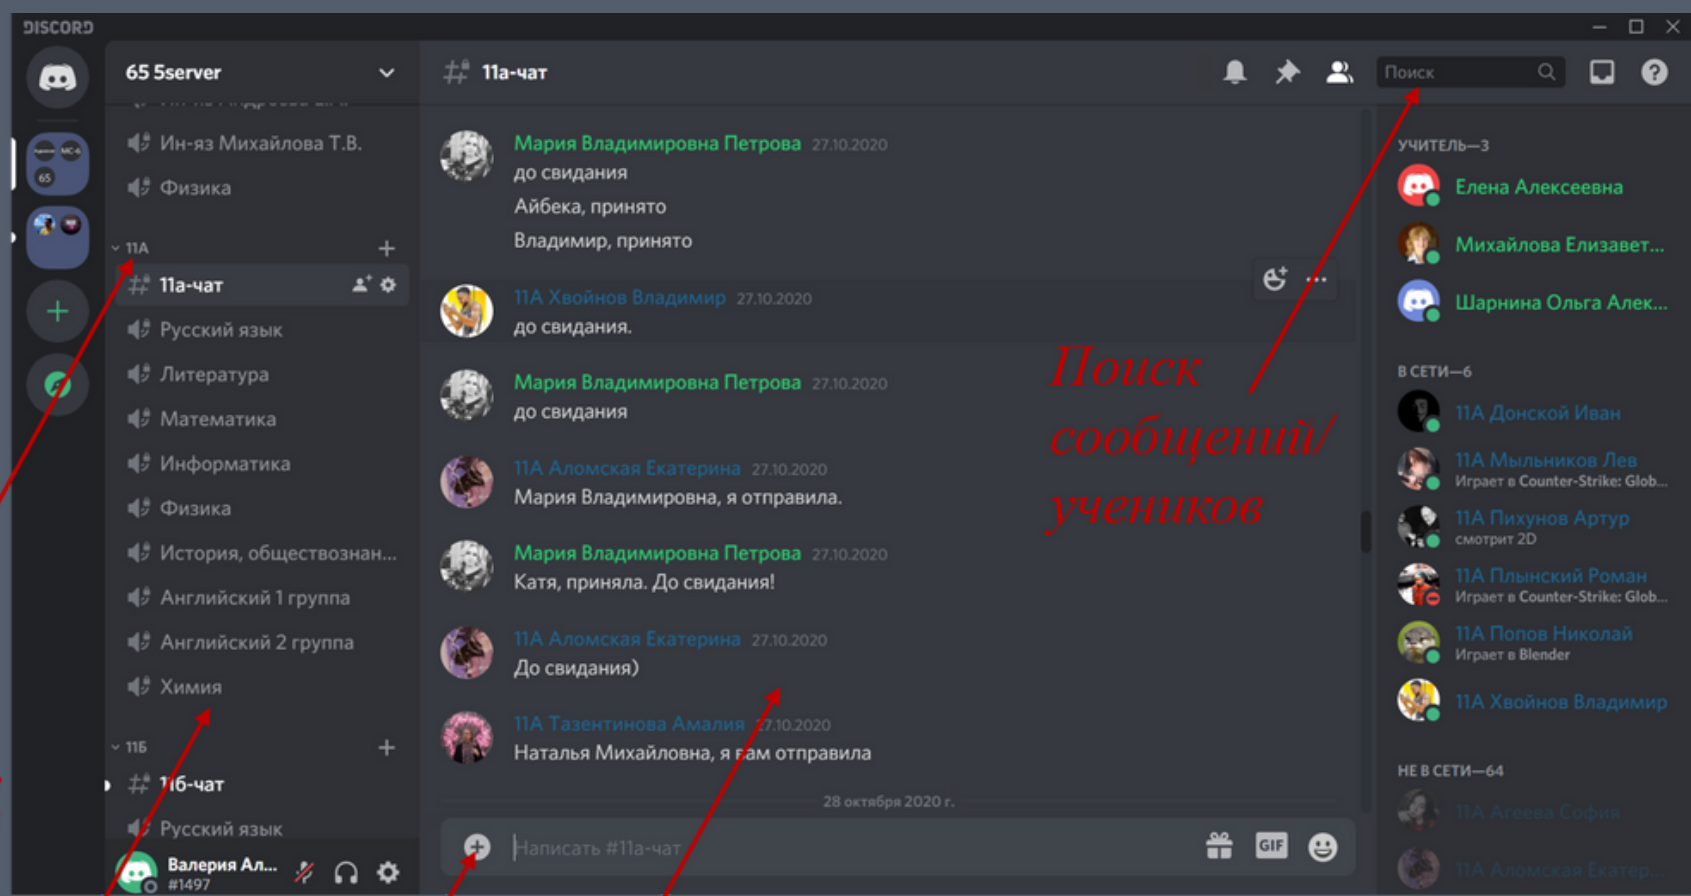 DISCORD
65 5server
11а-чат
Поиск
Ин-яз Михайлова Т.В.
Физика
11А
11а-чат
Русский язык
Литература
Математика
Информатика
Физика
История, обществознан...
Английский 1 группа
Английский 2 группа
Химия
11Б
11б-чат
Русский язык
Валерия Ал...
#1497
МС-6
65
Мария Владимировна Петрова 27.10.2020
до свидания
Айбека, принято
Владимир, принято
11А Хвойнов Владимир 27.10.2020
до свидания.
Мария Владимировна Петрова 27.10.2020
до свидания
11А Аломская Екатерина 27.10.2020
Мария Владимировна, я отправила.
Мария Владимировна Петрова 27.10.2020
Катя, приняла. До свидания!
11А Аломская Екатерина 27.10.2020
До свидания)
11А Тазентинова Амалия 27.10.2020
Наталья Михайловна, я вам отправила
28 октября 2020 г.
Написать #11а-чат
GIF
Поиск
сообщений/
учеников
УЧИТЕЛЬ—3
Елена Алексеевна
Михайлова Елизавет...
Шарнина Ольга Алек...
В СЕТИ—6
11А Донской Иван
11А Мыльников Лев
Играет в Counter-Strike: Glob...
11А Пихунов Артур
смотрит 2D
11А Плынский Роман
Играет в Counter-Strike: Glob...
11А Попов Николай
Играет в Blender
11А Хвойнов Владимир
НЕ В СЕТИ—64
11А Агеева София
11А Аломская Екатер...